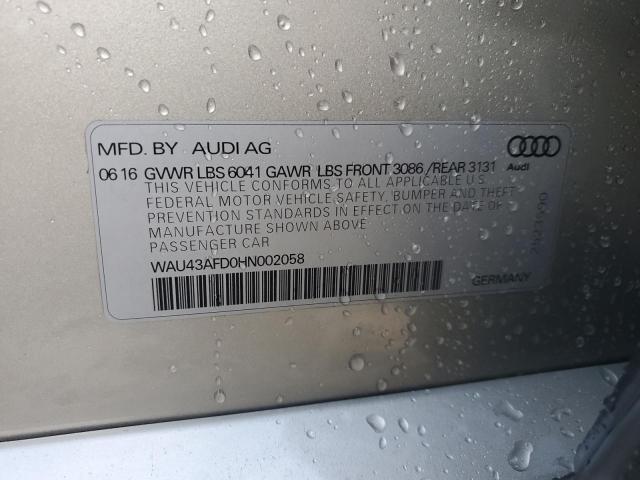 MFD. BY AUDI AG
06 16 GVWR LBS 6041 GAWR LBS FRONT 3086 /REAR 3131
Audi
THIS VEHICLE CONFORMS TO ALL APPLICABLE U.S.
FEDERAL MOTOR VEHICLE SAFETY, BUMPER AND THEFT
PREVENTION STANDARDS IN EFFECT ON THE DATE OF
MANUFACTURE SHOWN ABOVE
PASSENGER CAR
WAU43AFD0HN002058
GERMANY